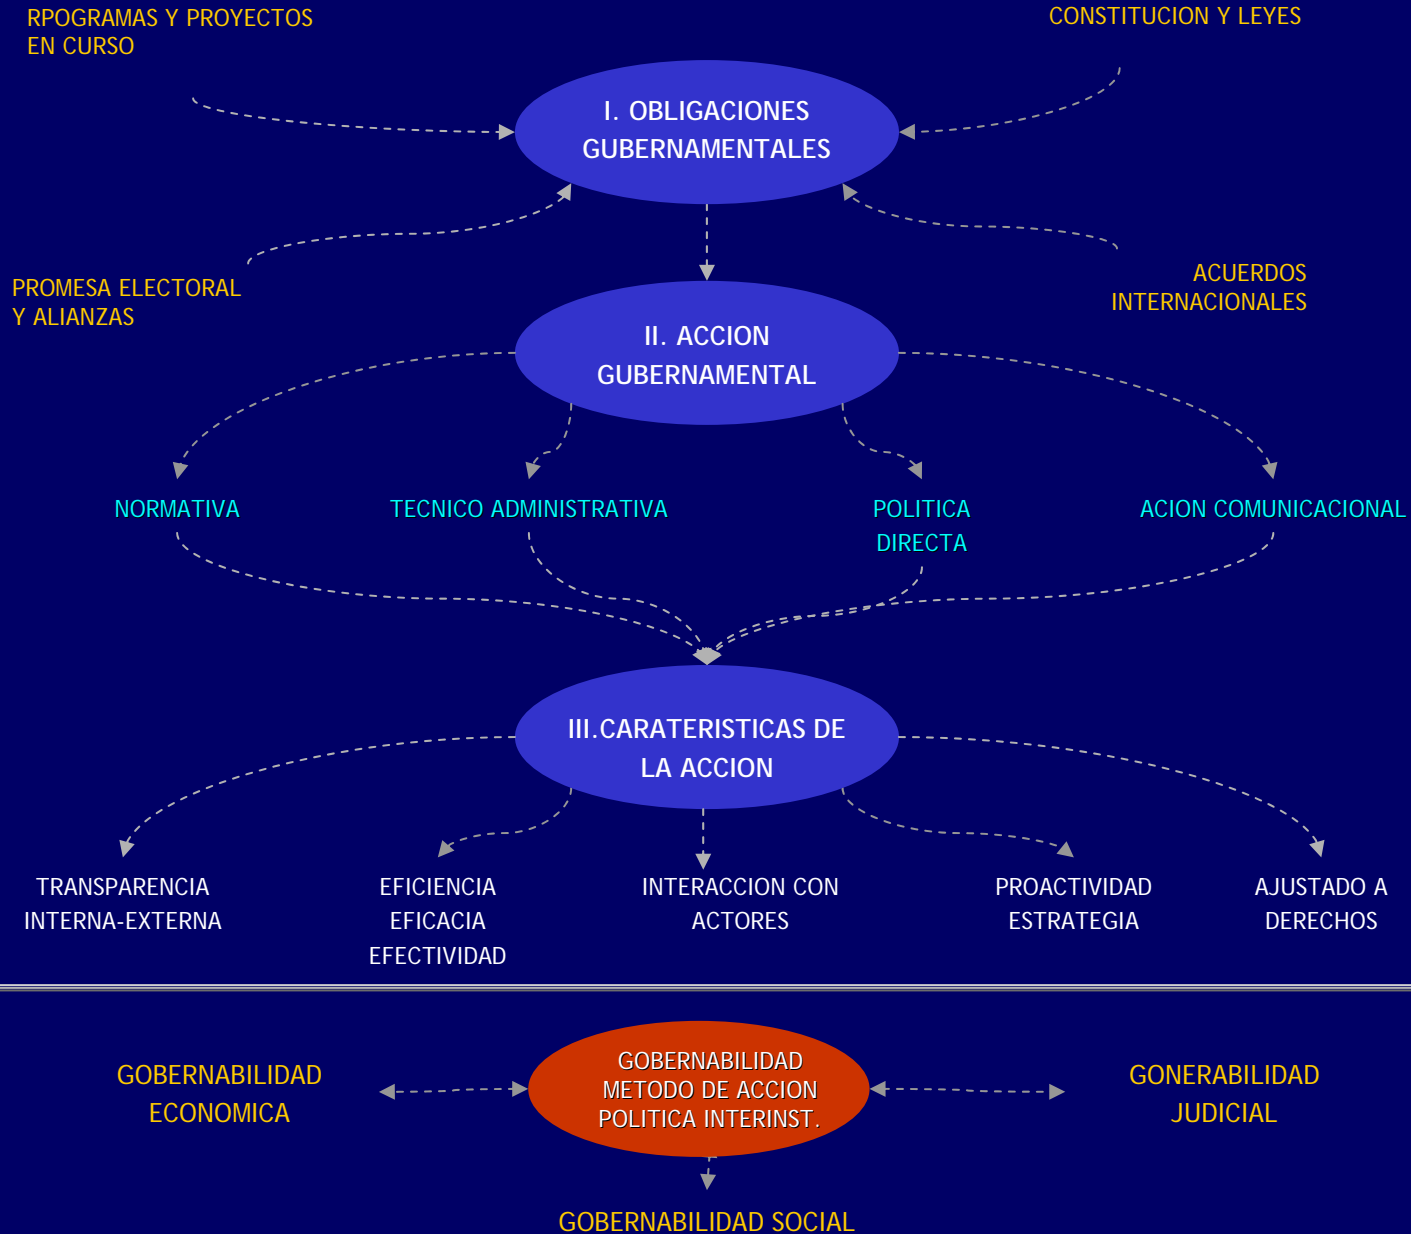 RPOGRAMAS Y PROYECTOS
EN CURSO
CONSTITUCION Y LEYES
I. OBLIGACIONES
GUBERNAMENTALES
PROMESA ELECTORAL
Y ALIANZAS
ACUERDOS
INTERNACIONALES
II. ACCION
GUBERNAMENTAL
NORMATIVA
TECNICO ADMINISTRATIVA
POLITICA
DIRECTA
ACION COMUNICACIONAL
III.CARATERISTICAS DE
LA ACCION
TRANSPARENCIA
INTERNA-EXTERNA
EFICIENCIA
EFICACIA
EFECTIVIDAD
INTERACCION CON
ACTORES
PROACTIVIDAD
ESTRATEGIA
AJUSTADO A
DERECHOS
GOBERNABILIDAD
ECONOMICA
GOBERNABILIDAD
METODO DE ACCION
POLITICA INTERINST.
GONERABILIDAD
JUDICIAL
GOBERNABILIDAD SOCIAL